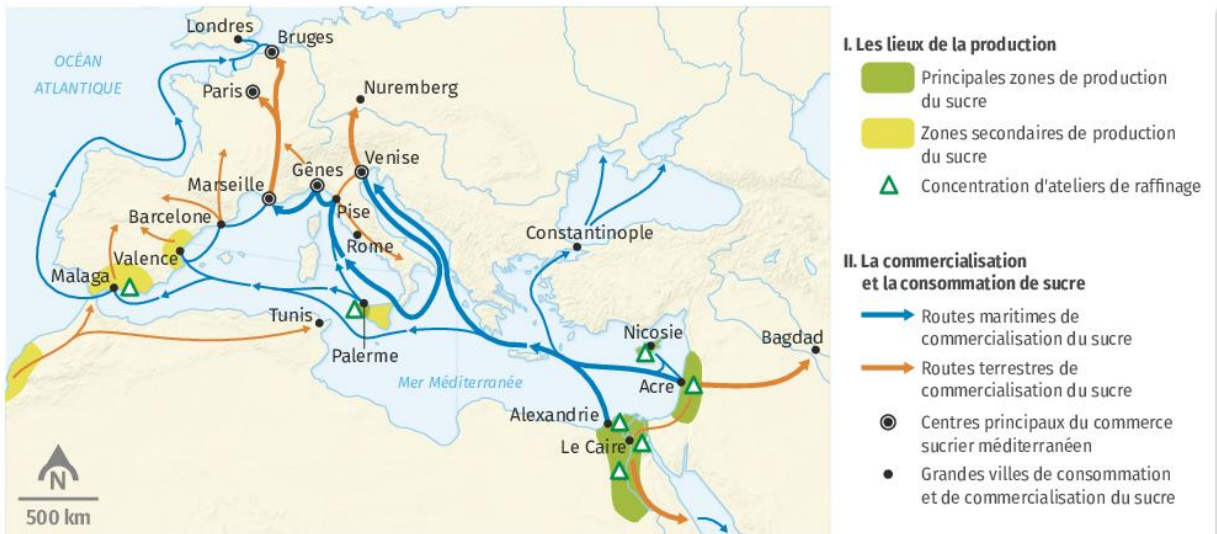 Londres
Bruges
OCÉAN
ATLANTIQUE
Paris
Nuremberg
Gênes
Venise
Marseille
Pise
Barcelone
Rome
Constantinople
Valence
Malaga
Tunis
Palerme
Nicosie
Bagdad
Acre
Mer Méditerranée
Alexandrie
Le Caire
N
500 km
I. Les lieux de la production
Principales zones de production
du sucre
Zones secondaires de production
du sucre
Concentration d'ateliers de raffinage
II. La commercialisation
et la consommation de sucre
Routes maritimes de
commercialisation du sucre
Routes terrestres de
commercialisation du sucre
Centres principaux du commerce
sucrier méditerranéen
Grandes villes de consommation
et de commercialisation du sucre